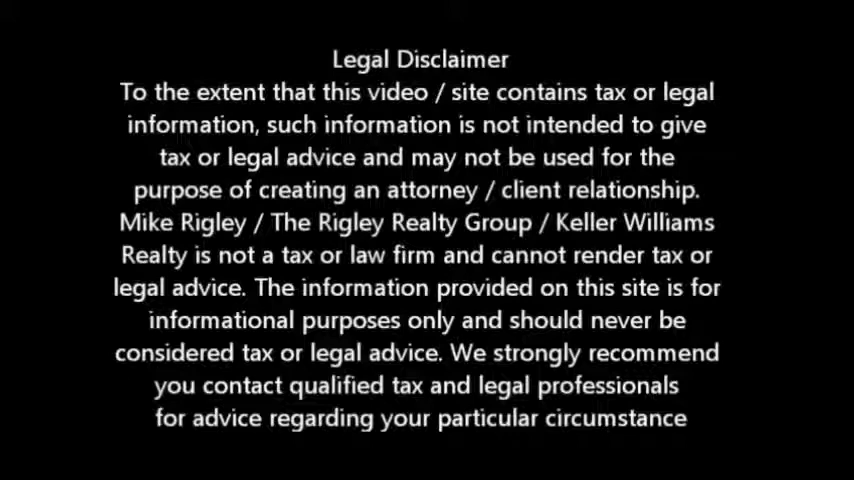 Legal Disclaimer
To the extent that this video / site contains tax or legal
information, such information is not intended to give
tax or legal advice and may not be used for the
purpose of creating an attorney / client relationship.
Mike Rigley / The Rigley Realty Group / Keller Williams
Realty is not a tax or law firm and cannot render tax or
legal advice. The information provided on this site is for
informational purposes only and should never be
considered tax or legal advice. We strongly recommend
you contact qualified tax and legal professionals
for advice regarding your particular circumstance